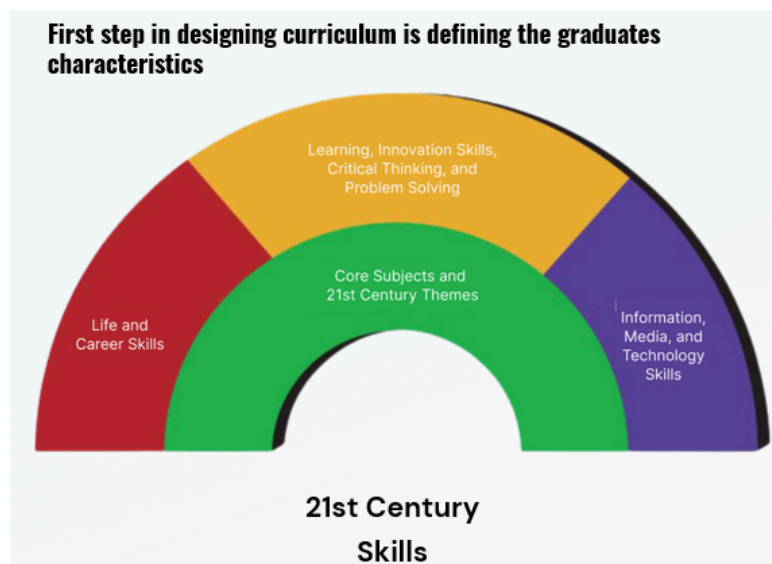 First step in designing curriculum is defining the graduates
characteristics
Learning, Innovation Skills,
Critical Thinking, and
Problem Solving
Core Subjects and
21st Century Themes
Life and
Career Skills
Information,
Media, and
Technology
Skills
21st Century
Skills